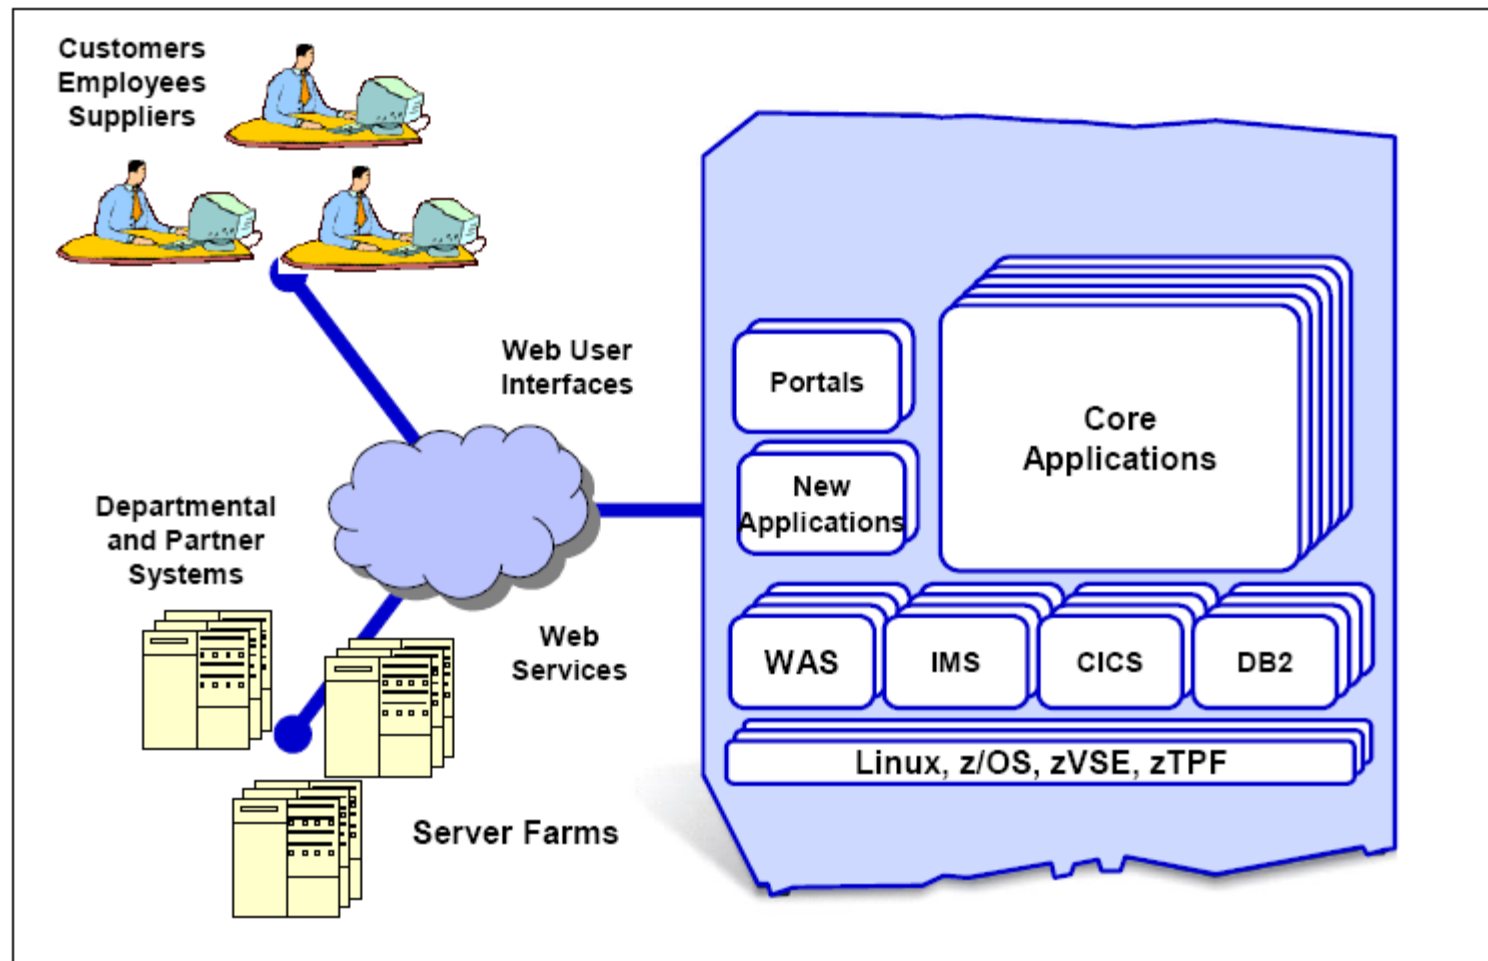 Customers
Employees
Suppliers
Web User
Interfaces
Departmental
and Partner
Systems
Web
Services
Server Farms
Portals
New
Applications
Core
Applications
WAS
IMS
CICS
DB2
Linux, z/OS, zVSE, zTPF